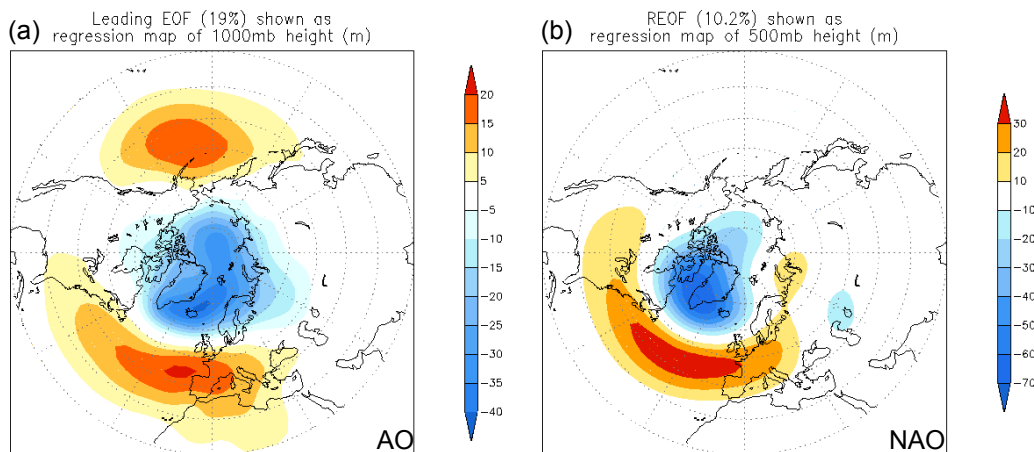 (a)
Leading EOF (19%) shown as
regression map of 1000mb height (m)
20
15
10
5
−5
−10
−15
−20
−25
−30
−35
−40
AO
(b)
REOF (10.2%) shown as
regression map of 500mb height (m)
30
20
10
−10
−20
−30
−40
−50
−60
−70
NAO